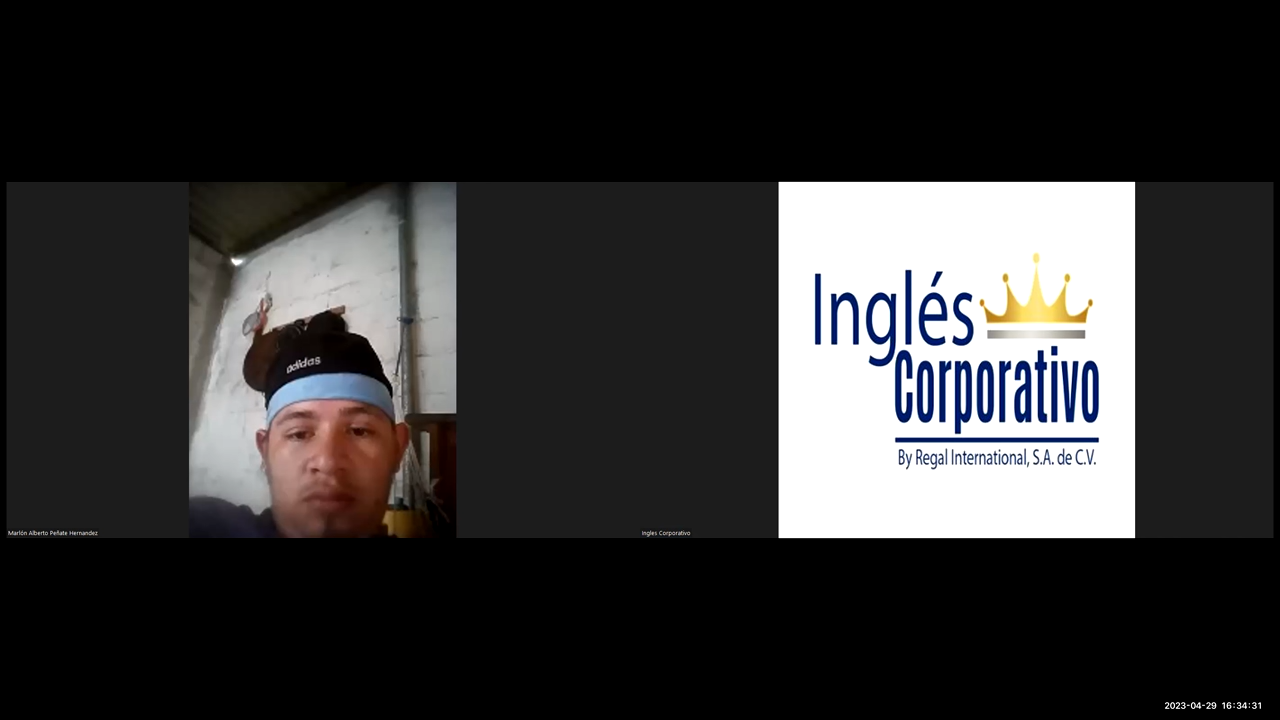 adidas
Marlón Alberto Peñate Hernandez
Inglés
Corporativo
By Regal International, S.A. de C.V.
Ingles Corporativo
2023-04-29 16:34:31